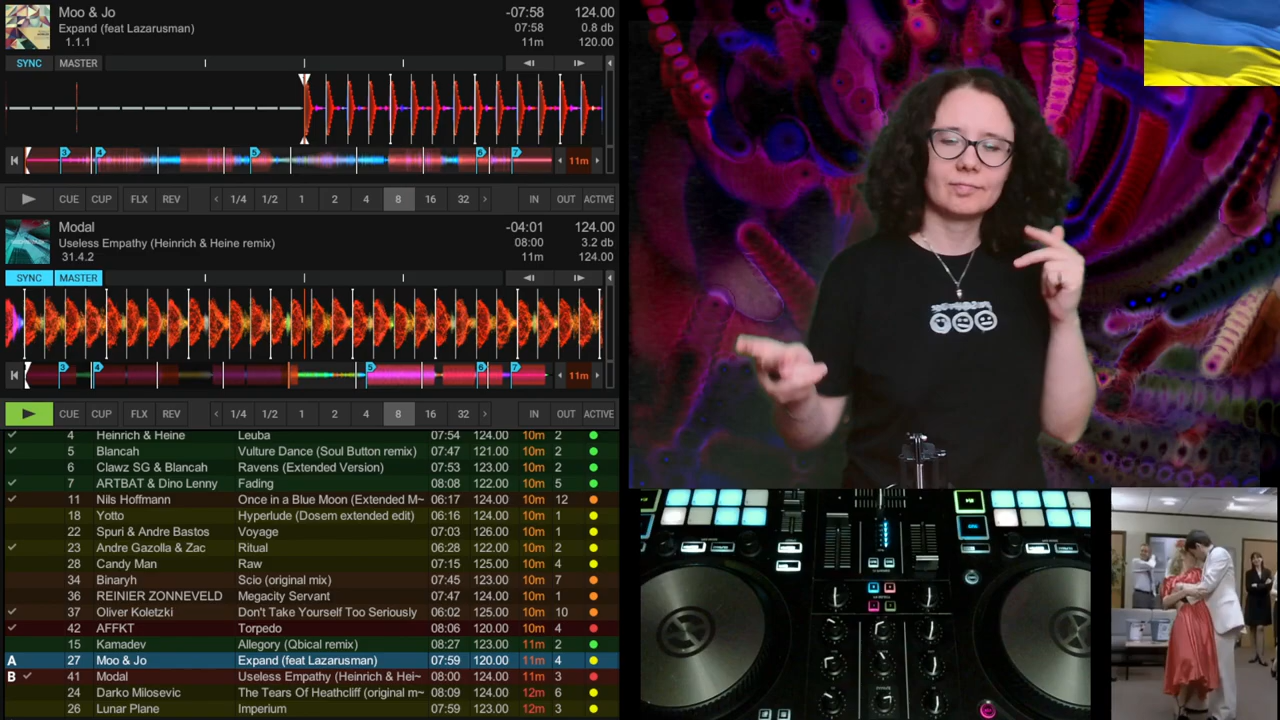 Moo & Jo -07:58 124.00
Expand (feat Lazarusman) 07:58 0.8 db
1.1.1 11m 120.00
SYNC MASTER
3 4 5 6 7 11m
CUE CUP FLX REV 1/4 1/2 1 2 4 8 16 32 IN OUT ACTIVE
Modal -04:01 124.00
Useless Empathy (Heinrich & Heine remix) 08:00 3.2 db
31.4.2 11m 124.00
SYNC MASTER
3 4 5 6 7 11m
CUE CUP FLX REV 1/4 1/2 1 2 4 8 16 32 IN OUT ACTIVE
4 Heinrich & Heine Leuba 07:54 124.00 10m 2
5 Blancah Vulture Dance (Soul Button remix) 07:47 121.00 10m 2
6 Clawz SG & Blancah Ravens (Extended Version) 07:53 123.00 10m 2
7 ARTBAT & Dino Lenny Fading 08:08 122.00 10m 5
11 Nils Hoffmann Once in a Blue Moon (Extended M~ 06:17 124.00 10m 12
18 Yotto Hyperlude (Dosem extended edit) 06:16 124.00 10m 1
22 Spuri & Andre Bastos Voyage 07:03 126.00 10m 1
23 Andre Gazolla & Zac Ritual 06:28 122.00 10m 2
28 Candy Man Raw 07:15 125.00 10m 4
34 Binaryh Scio (original mix) 07:45 123.00 10m 7
36 REINIER ZONNEVELD Megacity Servant 07:47 124.00 10m 1
37 Oliver Koletzki Don't Take Yourself Too Seriously 06:02 125.00 10m 10
42 AFFKT Torpedo 08:06 120.00 10m 4
15 Kamadev Allegory (Qbical remix) 08:27 123.00 11m 2
A 27 Moo & Jo Expand (feat Lazarusman) 07:59 120.00 11m 4
B 41 Modal Useless Empathy (Heinrich & Hei~ 08:00 124.00 11m 3
24 Darko Milosevic The Tears Of Heathcliff (original m~ 08:09 124.00 12m 6
26 Lunar Plane Imperium 07:59 123.00 12m 3